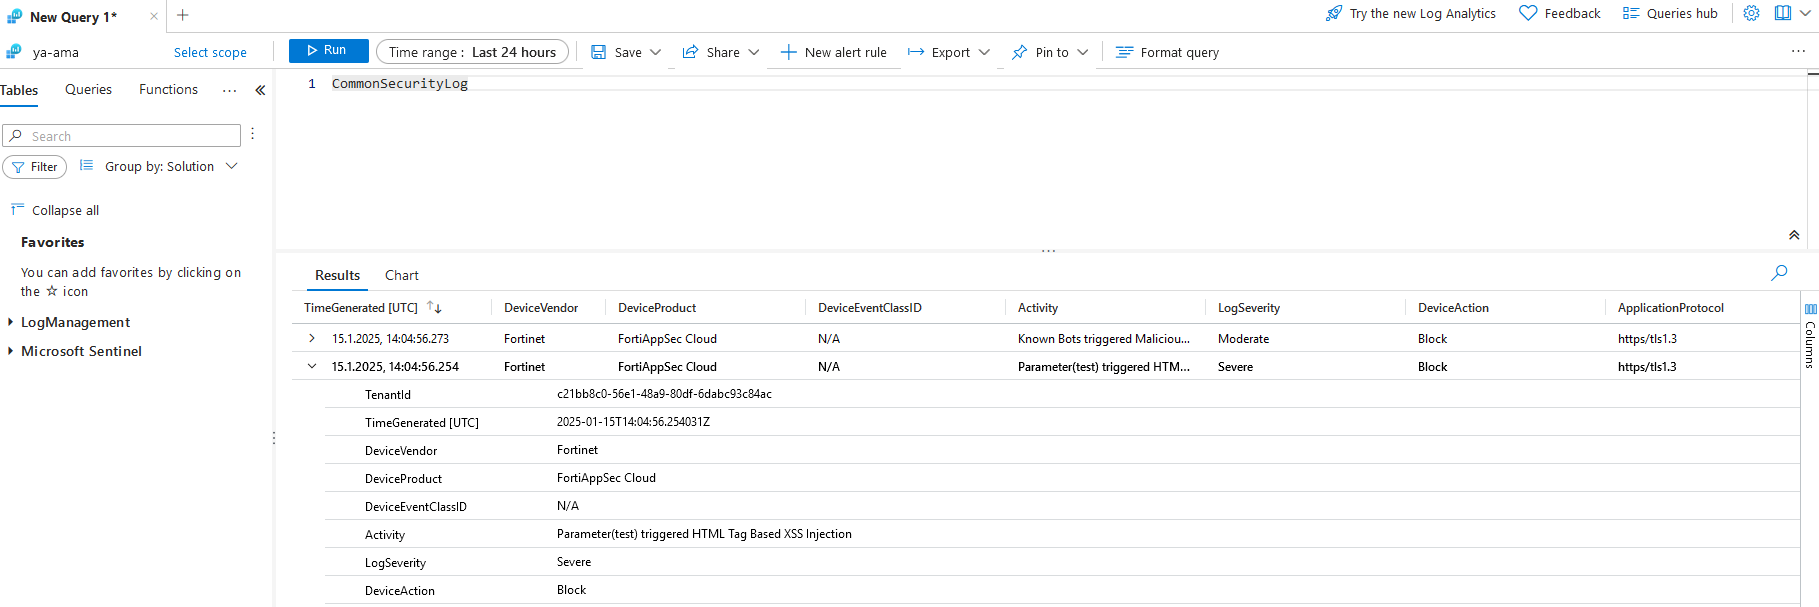 New Query 1*
Try the new Log Analytics
Feedback
Queries hub
ya-ama
Select scope
Run
Time range : Last 24 hours
Save
Share
New alert rule
Export
Pin to
Format query
Tables
Queries
Functions
1 CommonSecurityLog
Search
Filter
Group by: Solution
Collapse all
Favorites
You can add favorites by clicking on
the ☆ icon
LogManagement
Microsoft Sentinel
Results
Chart
TimeGenerated [UTC] DeviceVendor DeviceProduct DeviceEventClassID Activity LogSeverity DeviceAction ApplicationProtocol
15.1.2025, 14:04:56.273 Fortinet FortiAppSec Cloud N/A Known Bots triggered Maliciou... Moderate Block https/tls1.3
15.1.2025, 14:04:56.254 Fortinet FortiAppSec Cloud N/A Parameter(test) triggered HTM... Severe Block https/tls1.3
TenantId c21bb8c0-56e1-48a9-80df-6dabc93c84ac
TimeGenerated [UTC] 2025-01-15T14:04:56.254031Z
DeviceVendor Fortinet
DeviceProduct FortiAppSec Cloud
DeviceEventClassID N/A
Activity Parameter(test) triggered HTML Tag Based XSS Injection
LogSeverity Severe
DeviceAction Block
Columns